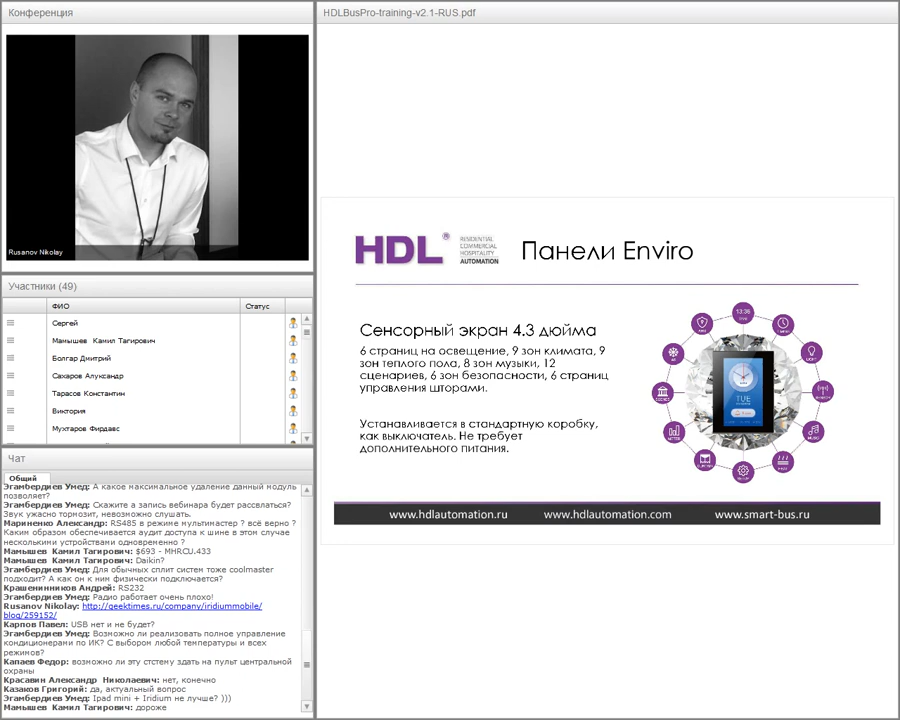 Конференция
Rusanov Nikolay
Участники (49)
ФИО Статус
Сергей
Мамышев Камил Тагирович
Болгар Дмитрий
Сахаров Алуксандр
Тарасов Константин
Виктория
Мухтаров Фирдавс
Чат
Общий
Эгамбердиев Умед: А какое максимальное удаление данный модуль
позволяет?
Эгамбердиев Умед: Скажите а запись вебинара будет рассвлаться?
Звук ужасно тормозит, невозможно слушать.
Мариненко Александр: RS485 в режиме мультимастер ? всё верно ?
Каким образом обеспечивается аудит доступа к шине в этом случае
несколькими устройствами одновременно ?
Мамышев Камил Тагирович: $693 - MHRCU.433
Мамышев Камил Тагирович: Daikin?
Эгамбердиев Умед: Для обычных сплит систем тоже coolmaster
подходит? А как он к ним физически подключается?
Крашенинников Андрей: RS232
Эгамбердиев Умед: Радио работает очень плохо!
Rusanov Nikolay: http://geektimes.ru/company/iridiummobile/
blog/259152/
Карпов Павел: USB нет и не будет?
Эгамбердиев Умед: Возможно ли реализовать полное управление
кондиционерами по ИК? С выбором любой температуры и всех
режимов?
Капаев Федор: возможно ли эту стстему здать на пульт центральной
охраны
Красавин Александр Николаевич: нет, конечно
Казаков Григорий: да, актуальный вопрос
Эгамбердиев Умед: Ipad mini + Iridium не лучше? )))
Мамышев Камил Тагирович: дороже
HDLBusPro-training-v2.1-RUS.pdf
HDL®
RESIDENTIAL
COMMERCIAL
HOSPITALITY
AUTOMATION
Панели Enviro
Сенсорный экран 4.3 дюйма
6 страниц на освещение, 9 зон климата, 9
зон теплого пола, 8 зон музыки, 12
сценариев, 6 зон безопасности, 6 страниц
управления шторами.
Устанавливается в стандартную коробку,
как выключатель. Не требует
дополнительного питания.
13:36
TUE
www.hdlautomation.ru www.hdlautomation.com www.smart-bus.ru